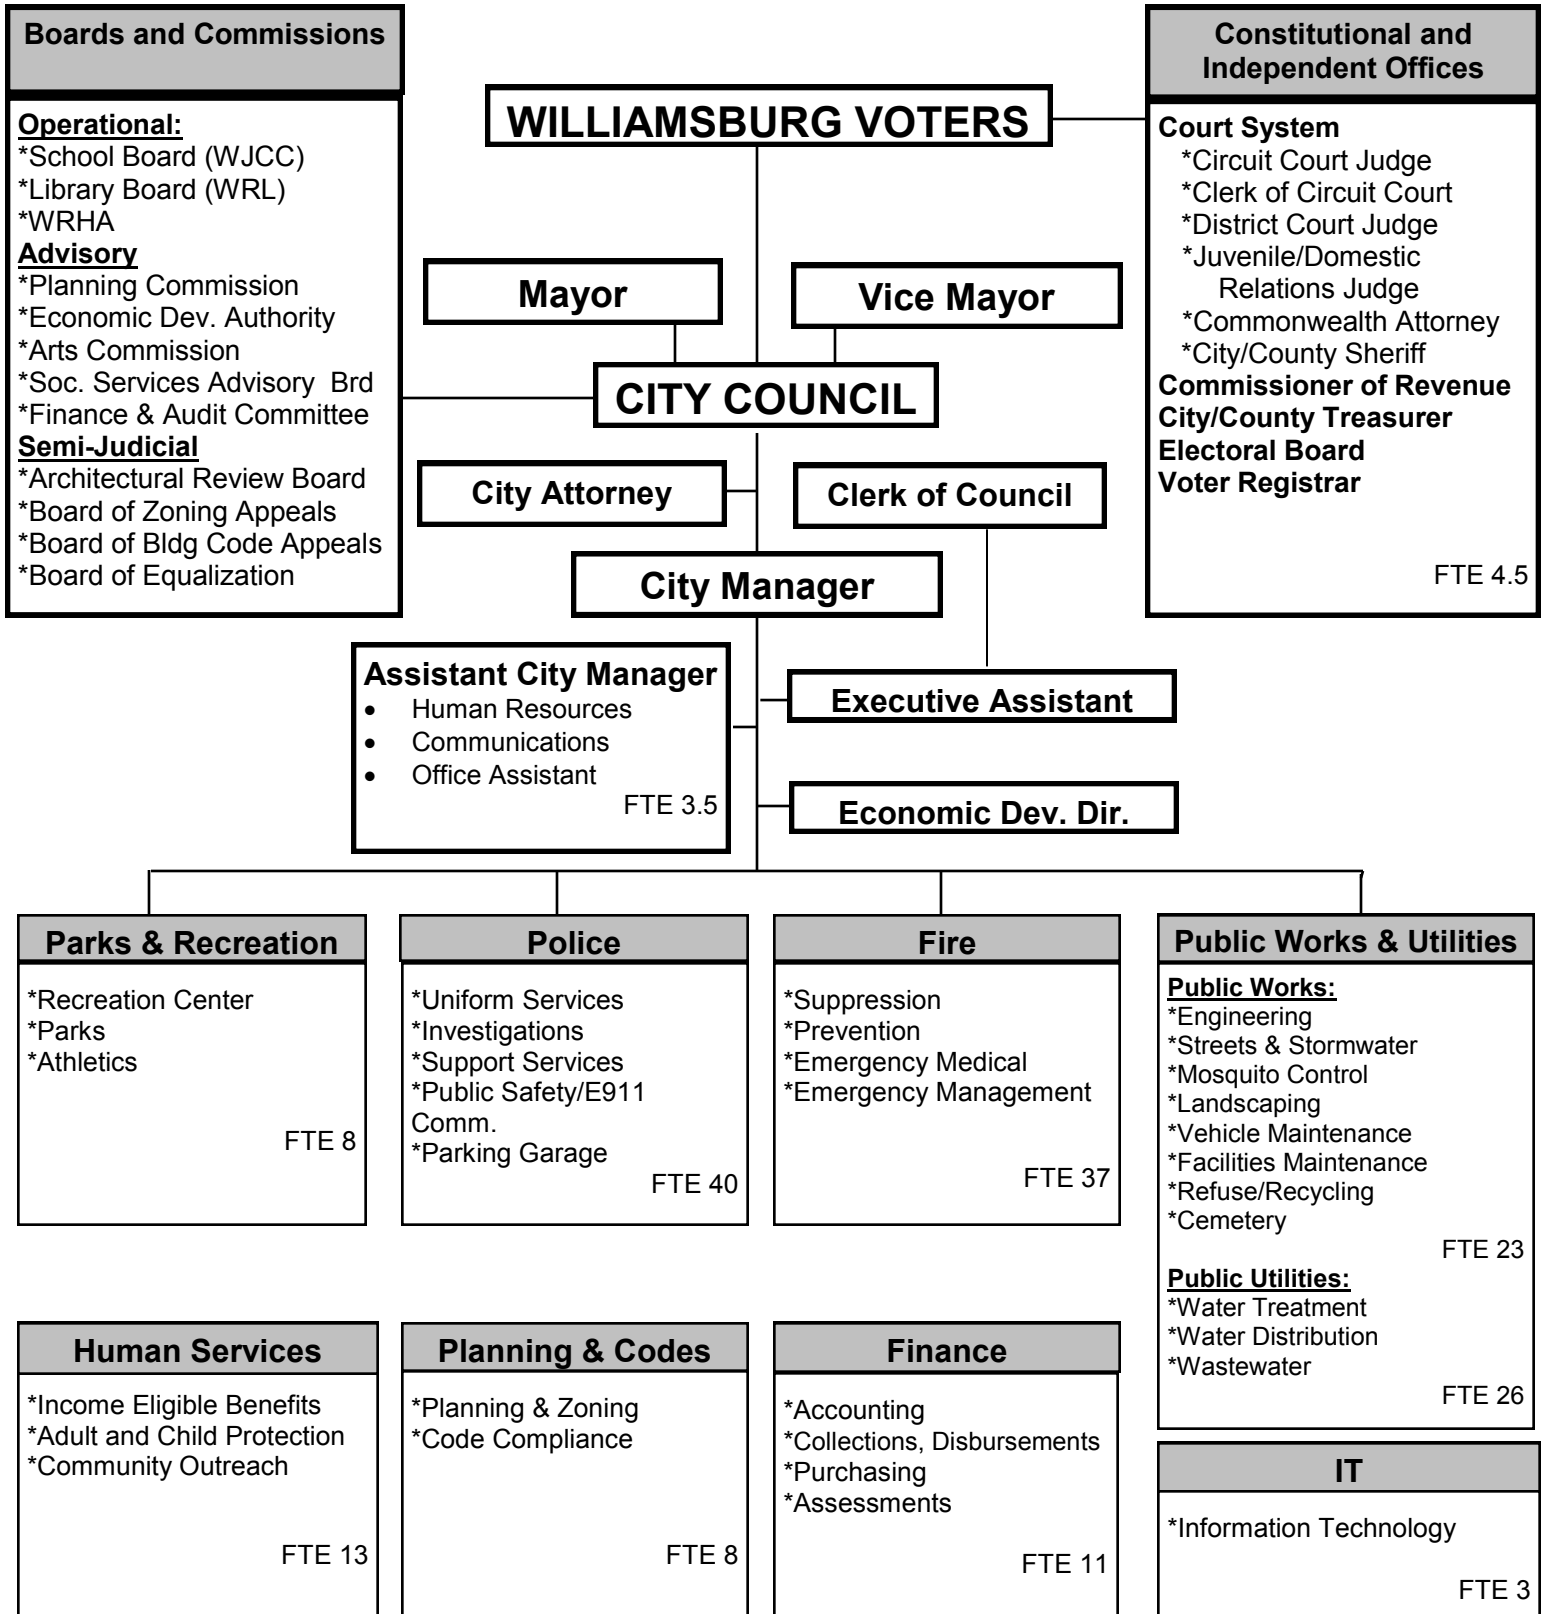 Boards and Commissions
Operational:
*School Board (WJCC)
*Library Board (WRL)
*WRHA
Advisory
*Planning Commission
*Economic Dev. Authority
*Arts Commission
*Soc. Services Advisory Brd
*Finance & Audit Committee
Semi-Judicial
*Architectural Review Board
*Board of Zoning Appeals
*Board of Bldg Code Appeals
*Board of Equalization
WILLIAMSBURG VOTERS
Constitutional and
Independent Offices
Court System
*Circuit Court Judge
*Clerk of Circuit Court
*District Court Judge
*Juvenile/Domestic
Relations Judge
*Commonwealth Attorney
*City/County Sheriff
Commissioner of Revenue
City/County Treasurer
Electoral Board
Voter Registrar
FTE 4.5
Mayor
Vice Mayor
CITY COUNCIL
City Attorney
Clerk of Council
City Manager
Assistant City Manager
• Human Resources
• Communications
• Office Assistant
FTE 3.5
Executive Assistant
Economic Dev. Dir.
Parks & Recreation
*Recreation Center
*Parks
*Athletics
FTE 8
Police
*Uniform Services
*Investigations
*Support Services
*Public Safety/E911
Comm.
*Parking Garage
FTE 40
Fire
*Suppression
*Prevention
*Emergency Medical
*Emergency Management
FTE 37
Public Works & Utilities
Public Works:
*Engineering
*Streets & Stormwater
*Mosquito Control
*Landscaping
*Vehicle Maintenance
*Facilities Maintenance
*Refuse/Recycling
*Cemetery
FTE 23
Public Utilities:
*Water Treatment
*Water Distribution
*Wastewater
FTE 26
Human Services
*Income Eligible Benefits
*Adult and Child Protection
*Community Outreach
FTE 13
Planning & Codes
*Planning & Zoning
*Code Compliance
FTE 8
Finance
*Accounting
*Collections, Disbursements
*Purchasing
*Assessments
FTE 11
IT
*Information Technology
FTE 3